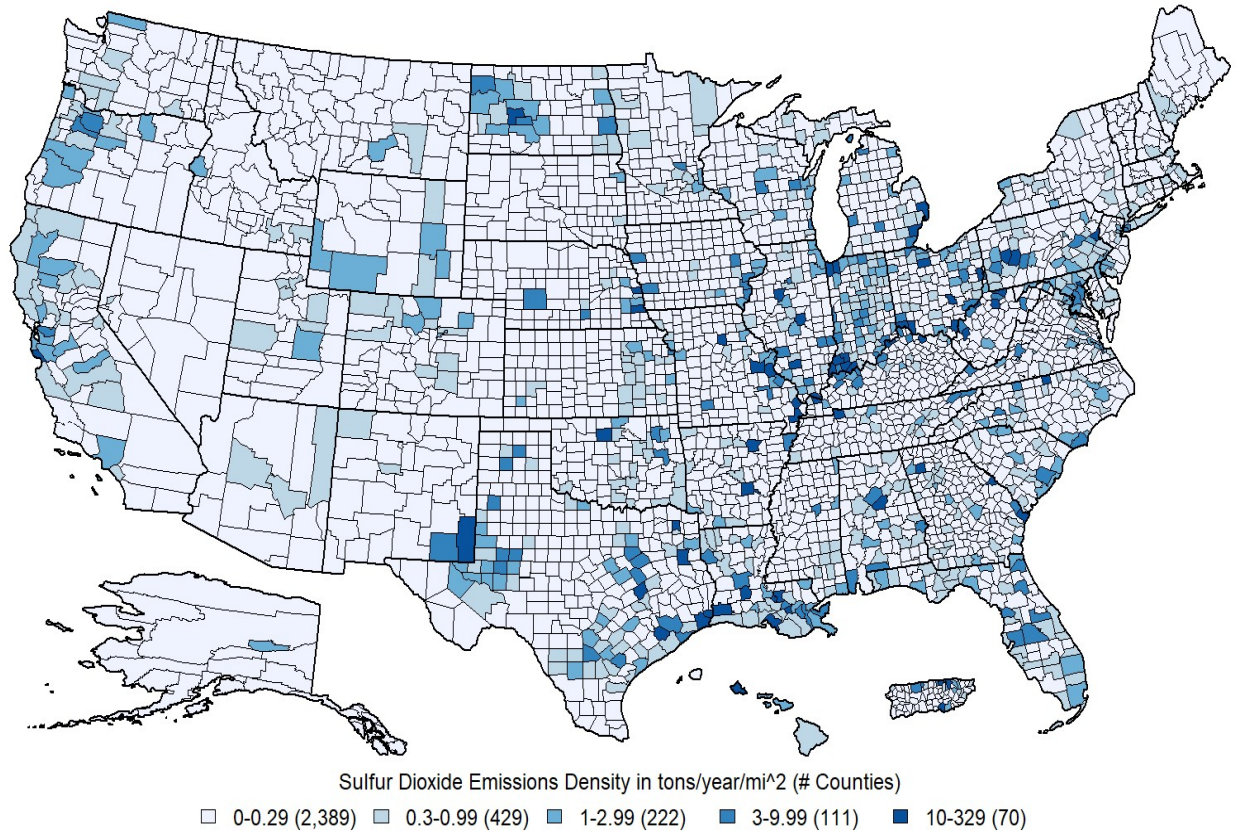 Sulfur Dioxide Emissions Density in tons/year/mi^2 (# Counties)
0-0.29 (2,389) 0.3-0.99 (429) 1-2.99 (222) 3-9.99 (111) 10-329 (70)